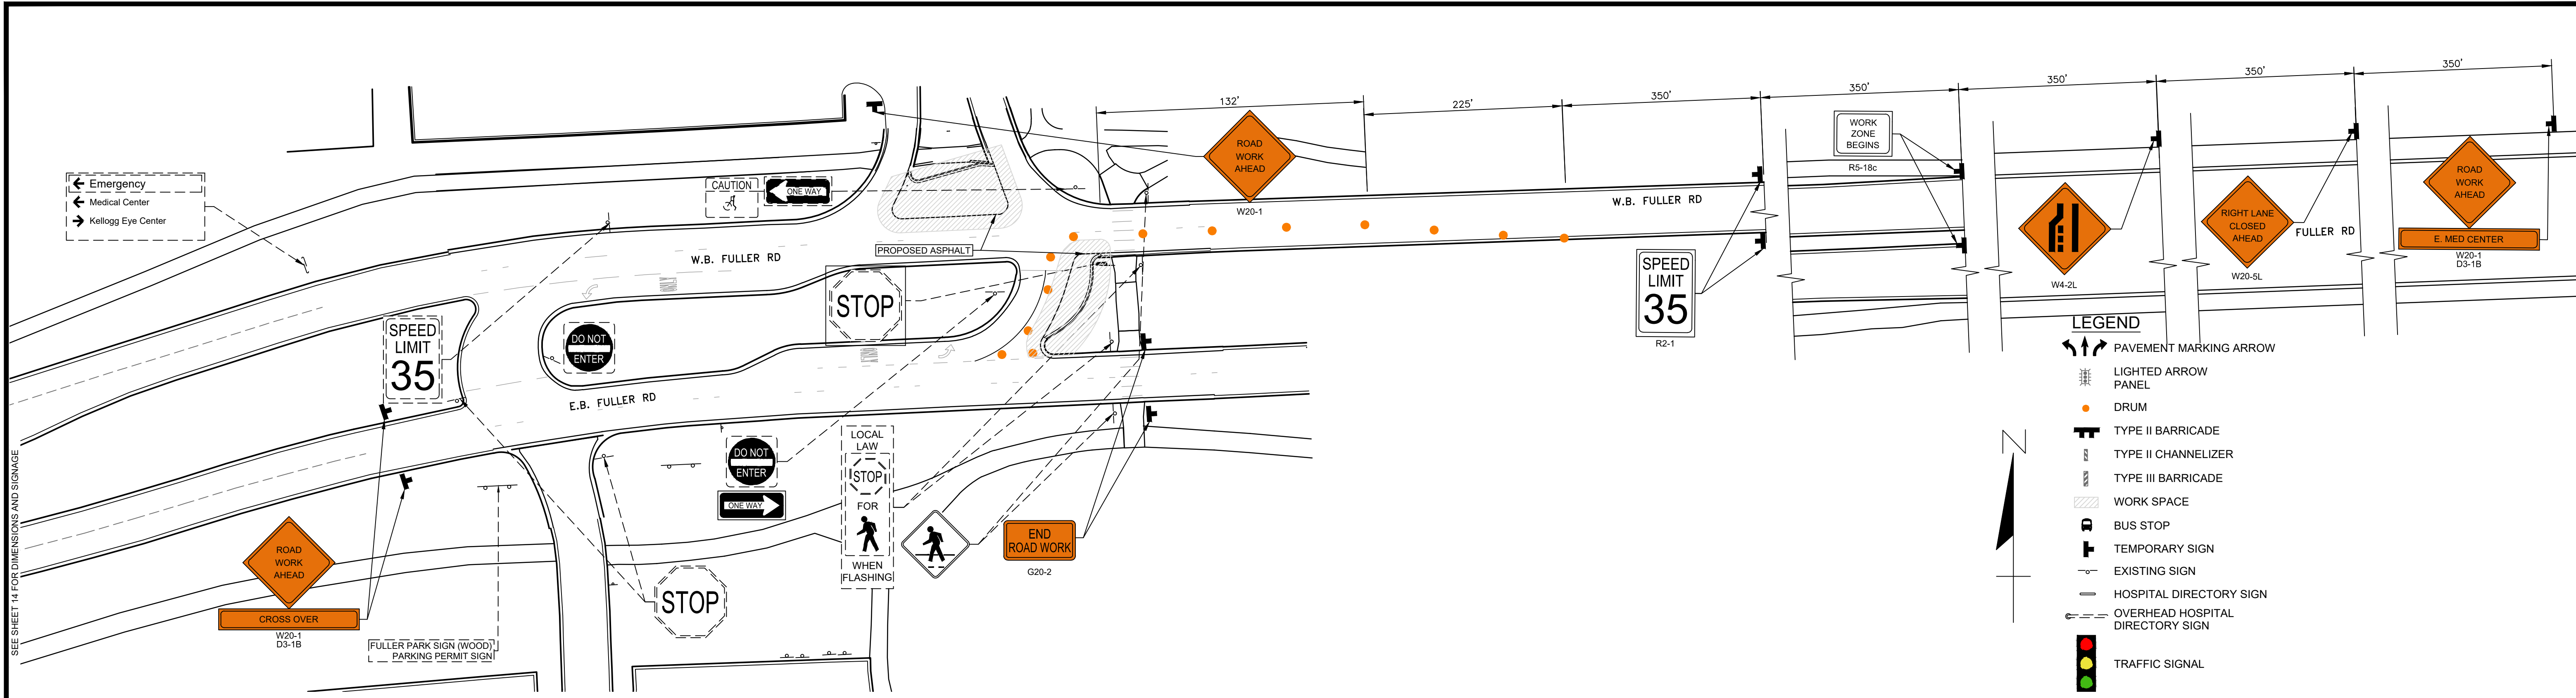 Emergency
Medical Center
Kellogg Eye Center
CAUTION
ONE WAY
132'
225'
350'
350'
350'
350'
350'
ROAD
WORK
AHEAD
W20-1
WORK
ZONE
BEGINS
R5-18c
W.B. FULLER RD
PROPOSED ASPHALT
W.B. FULLER RD
SPEED
LIMIT
35
R2-1
W4-2L
RIGHT LANE
CLOSED
AHEAD
W20-5L
FULLER RD
ROAD
WORK
AHEAD
E. MED CENTER
W20-1
D3-1B
STOP
SPEED
LIMIT
35
DO NOT
ENTER
E.B. FULLER RD
DO NOT
ENTER
ONE WAY
LOCAL
LAW
STOP
FOR
WHEN
FLASHING
END
ROAD WORK
G20-2
STOP
ROAD
WORK
AHEAD
CROSS OVER
W20-1
D3-1B
FULLER PARK SIGN (WOOD)
PARKING PERMIT SIGN
SEE SHEET 14 FOR DIMENSIONS AND SIGNAGE
N
LEGEND
PAVEMENT MARKING ARROW
LIGHTED ARROW
PANEL
DRUM
TYPE II BARRICADE
TYPE II CHANNELIZER
TYPE III BARRICADE
WORK SPACE
BUS STOP
TEMPORARY SIGN
EXISTING SIGN
HOSPITAL DIRECTORY SIGN
OVERHEAD HOSPITAL
DIRECTORY SIGN
TRAFFIC SIGNAL